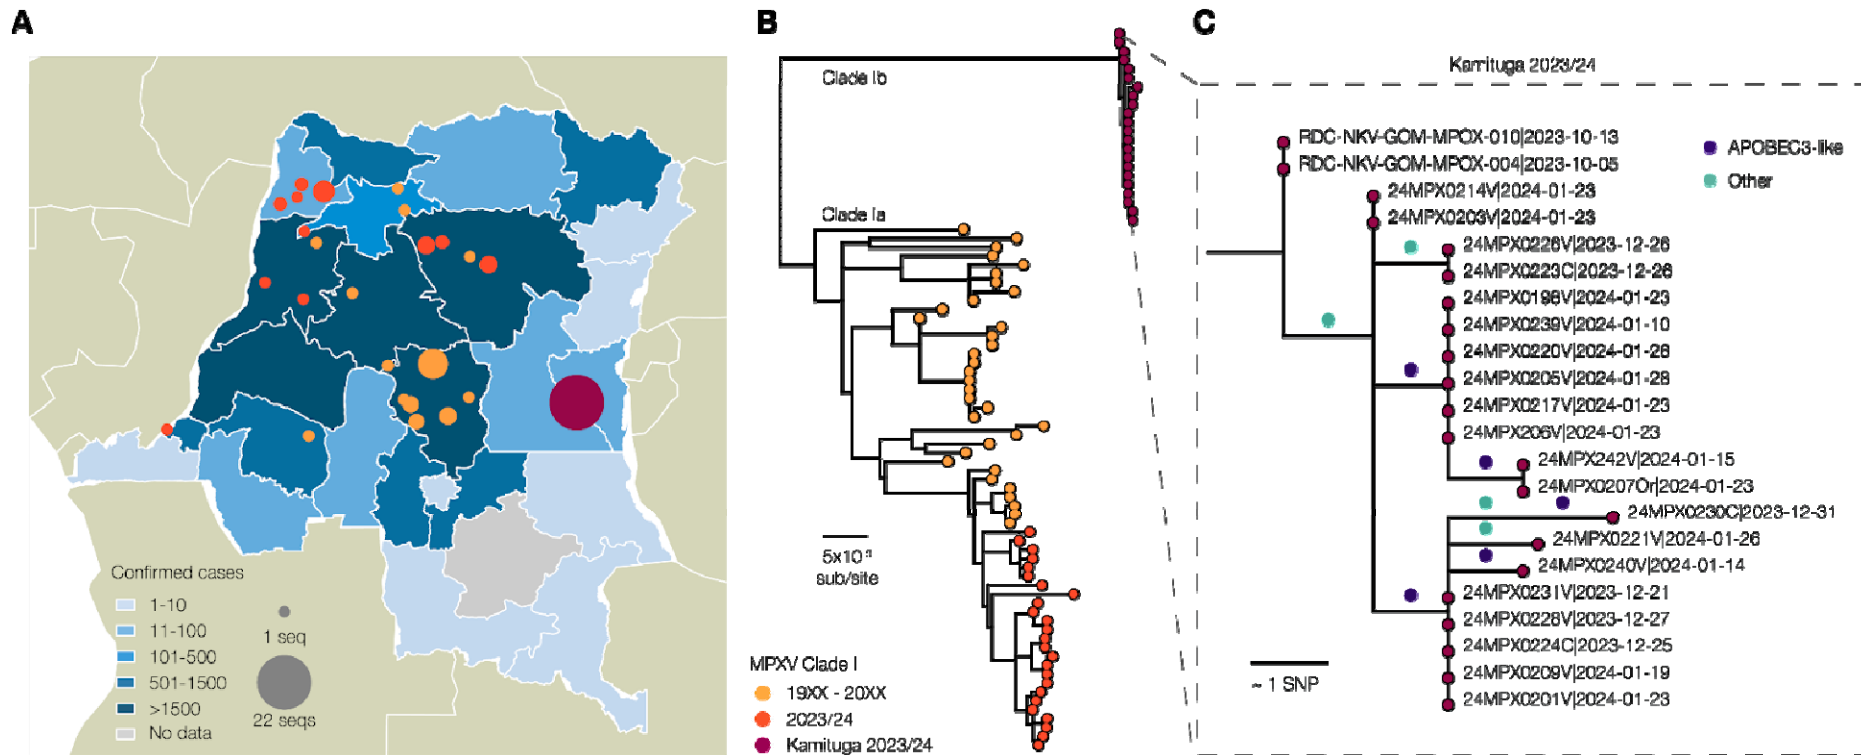 A
Confirmed cases
1-10
11-100
101-500
501-1500
>1500
No data
1 seq
22 seqs
B
Clade Ib
Clade Ia
sub/site
MPXV Clade I
19XX - 20XX
2023/24
Kamituga 2023/24
C
Kamituga 2023/24
RDC-NKV-GOM-MPOX-010|2023-10-13
RDC-NKV-GOM-MPOX-004|2023-10-05
24MPX0214V|2024-01-23
24MPX0203V|2024-01-23
24MPX0226V|2023-12-26
24MPX0223C|2023-12-26
24MPX0198V|2024-01-23
24MPX0239V|2024-01-10
24MPX0220V|2024-01-26
24MPX0205V|2024-01-28
24MPX0217V|2024-01-23
24MPX206V|2024-01-23
24MPX242V|2024-01-15
24MPX0207Or|2024-01-23
24MPX0230C|2023-12-31
24MPX0221V|2024-01-26
24MPX0240V|2024-01-14
24MPX0231V|2023-12-21
24MPX0228V|2023-12-27
24MPX0224C|2023-12-25
24MPX0209V|2024-01-19
24MPX0201V|2024-01-23
APOBEC3-like
Other
~ 1 SNP